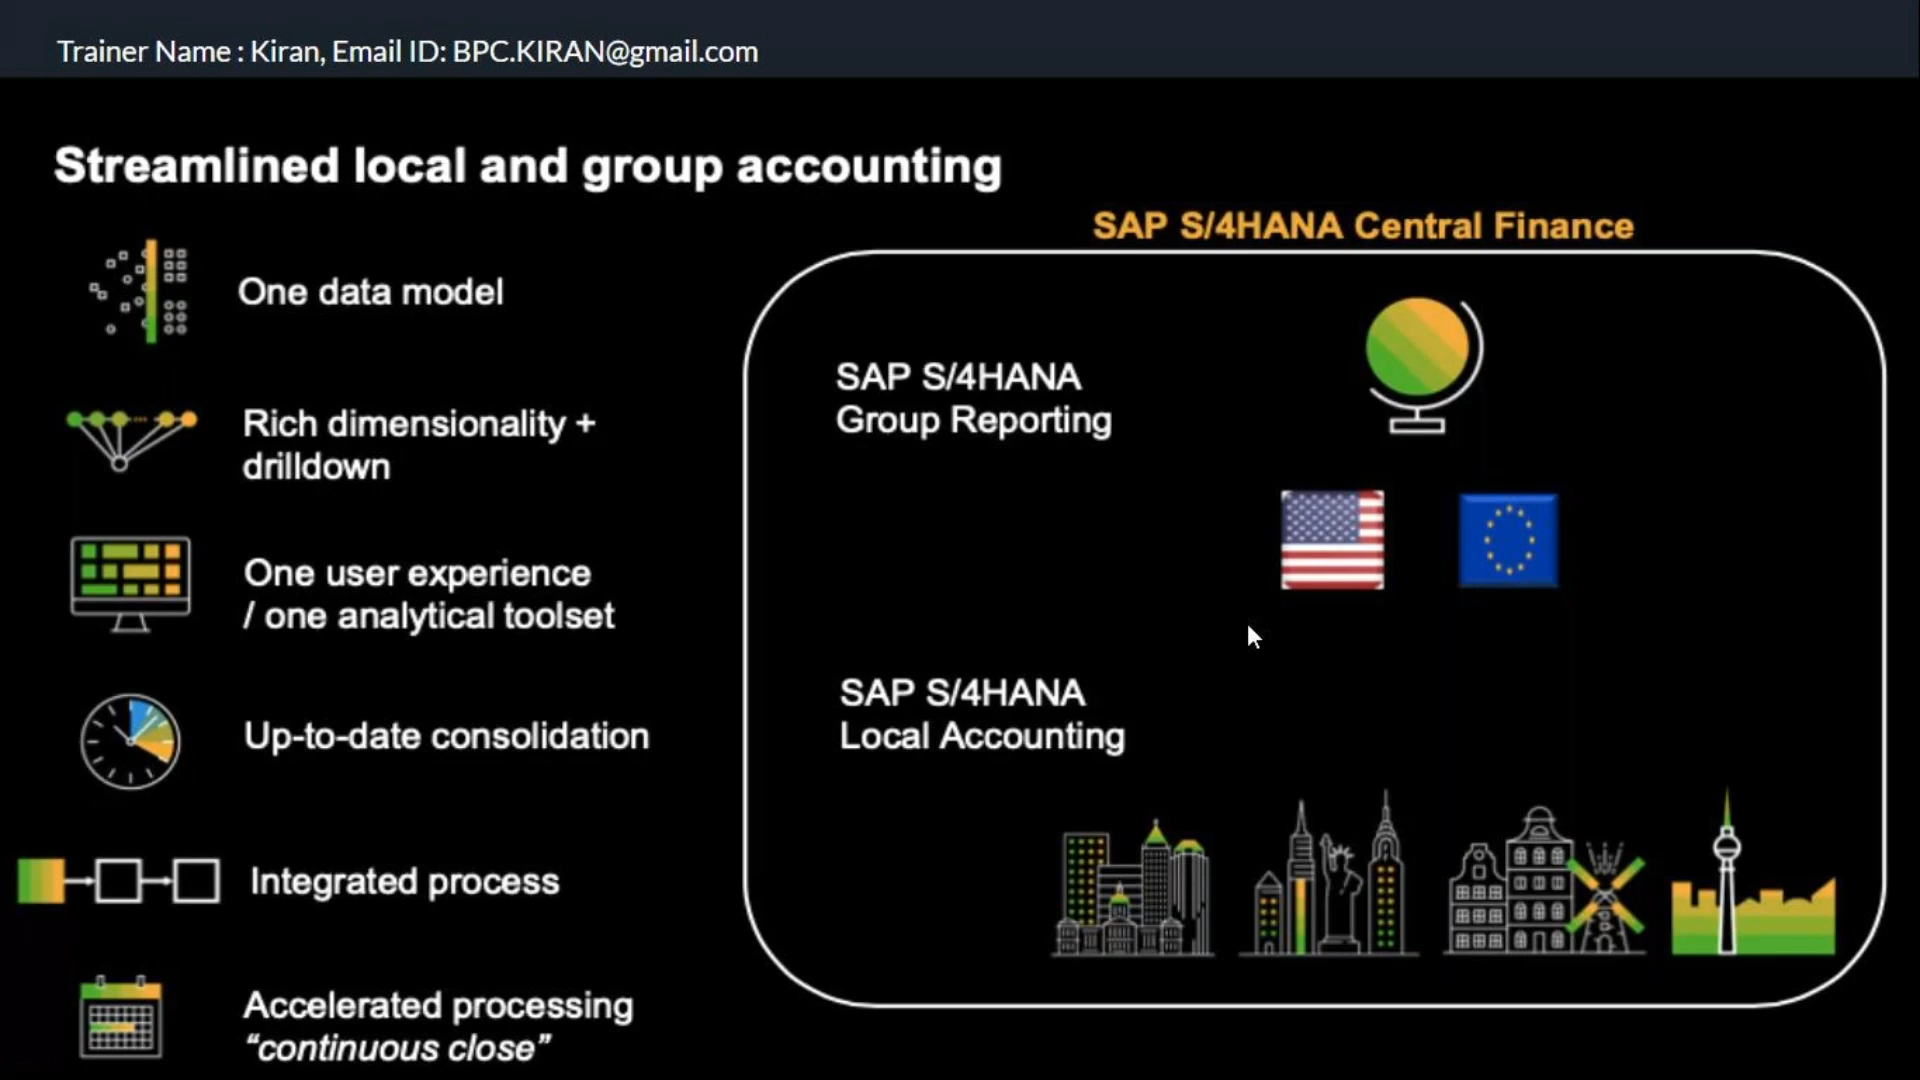 Trainer Name : Kiran, Email ID: BPC.KIRAN@gmail.com
Streamlined local and group accounting
One data model
Rich dimensionality +
drilldown
One user experience
/ one analytical toolset
Up-to-date consolidation
Integrated process
Accelerated processing
“continuous close”
SAP S/4HANA Central Finance
SAP S/4HANA
Group Reporting
SAP S/4HANA
Local Accounting